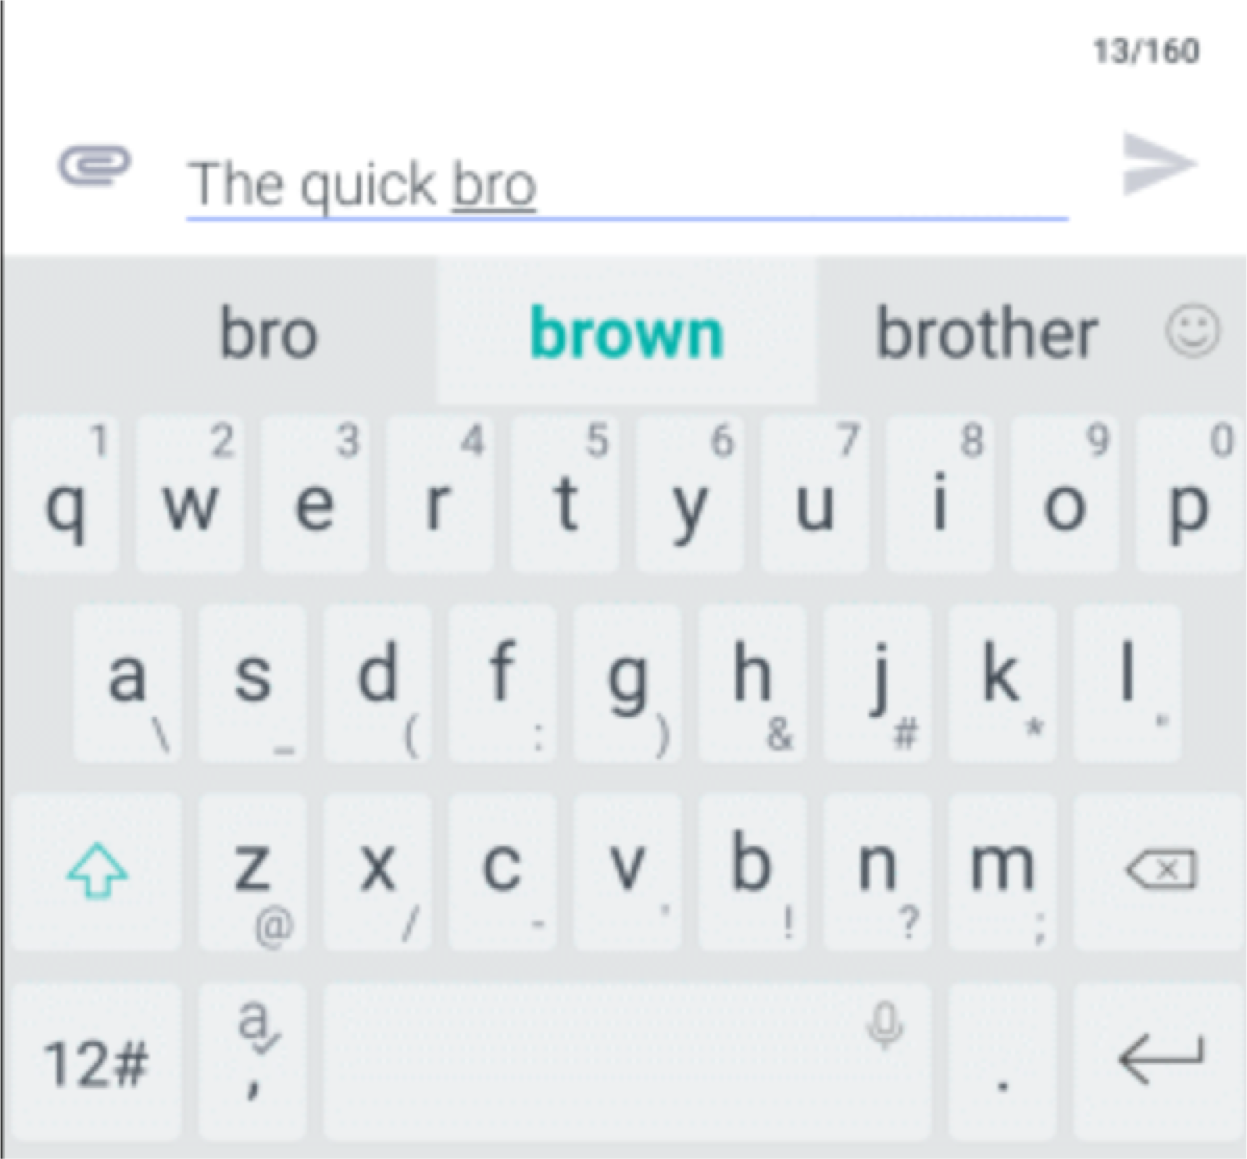 13/160
The quick bro
bro brown brother
1 2 3 4 5 6 7 8 9 0
q w e r t y u i o p
a s d f g h j k l
\ _ ( : ) & # * "
z x c v b n m
@ / - ' ! ? ;
a
12# , .